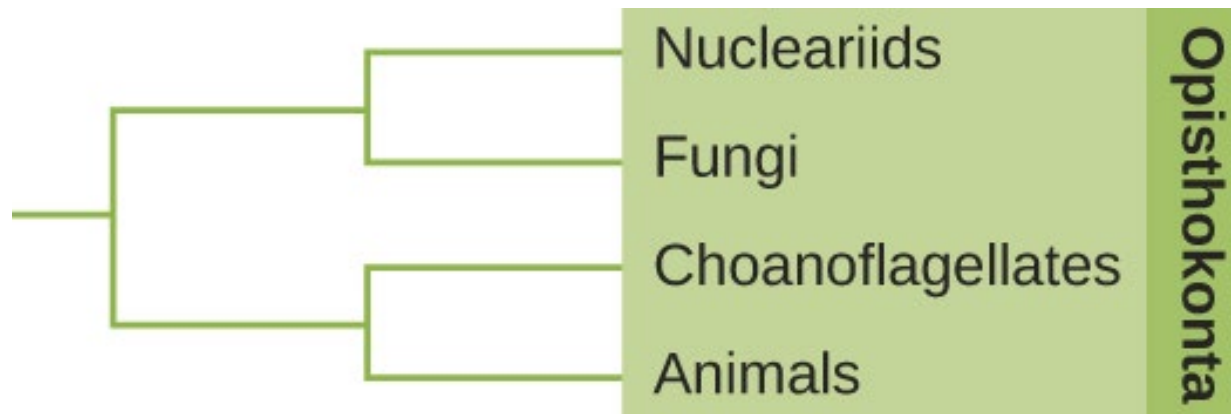 Nucleariids
Fungi
Choanoflagellates
Animals
Opisthokonta